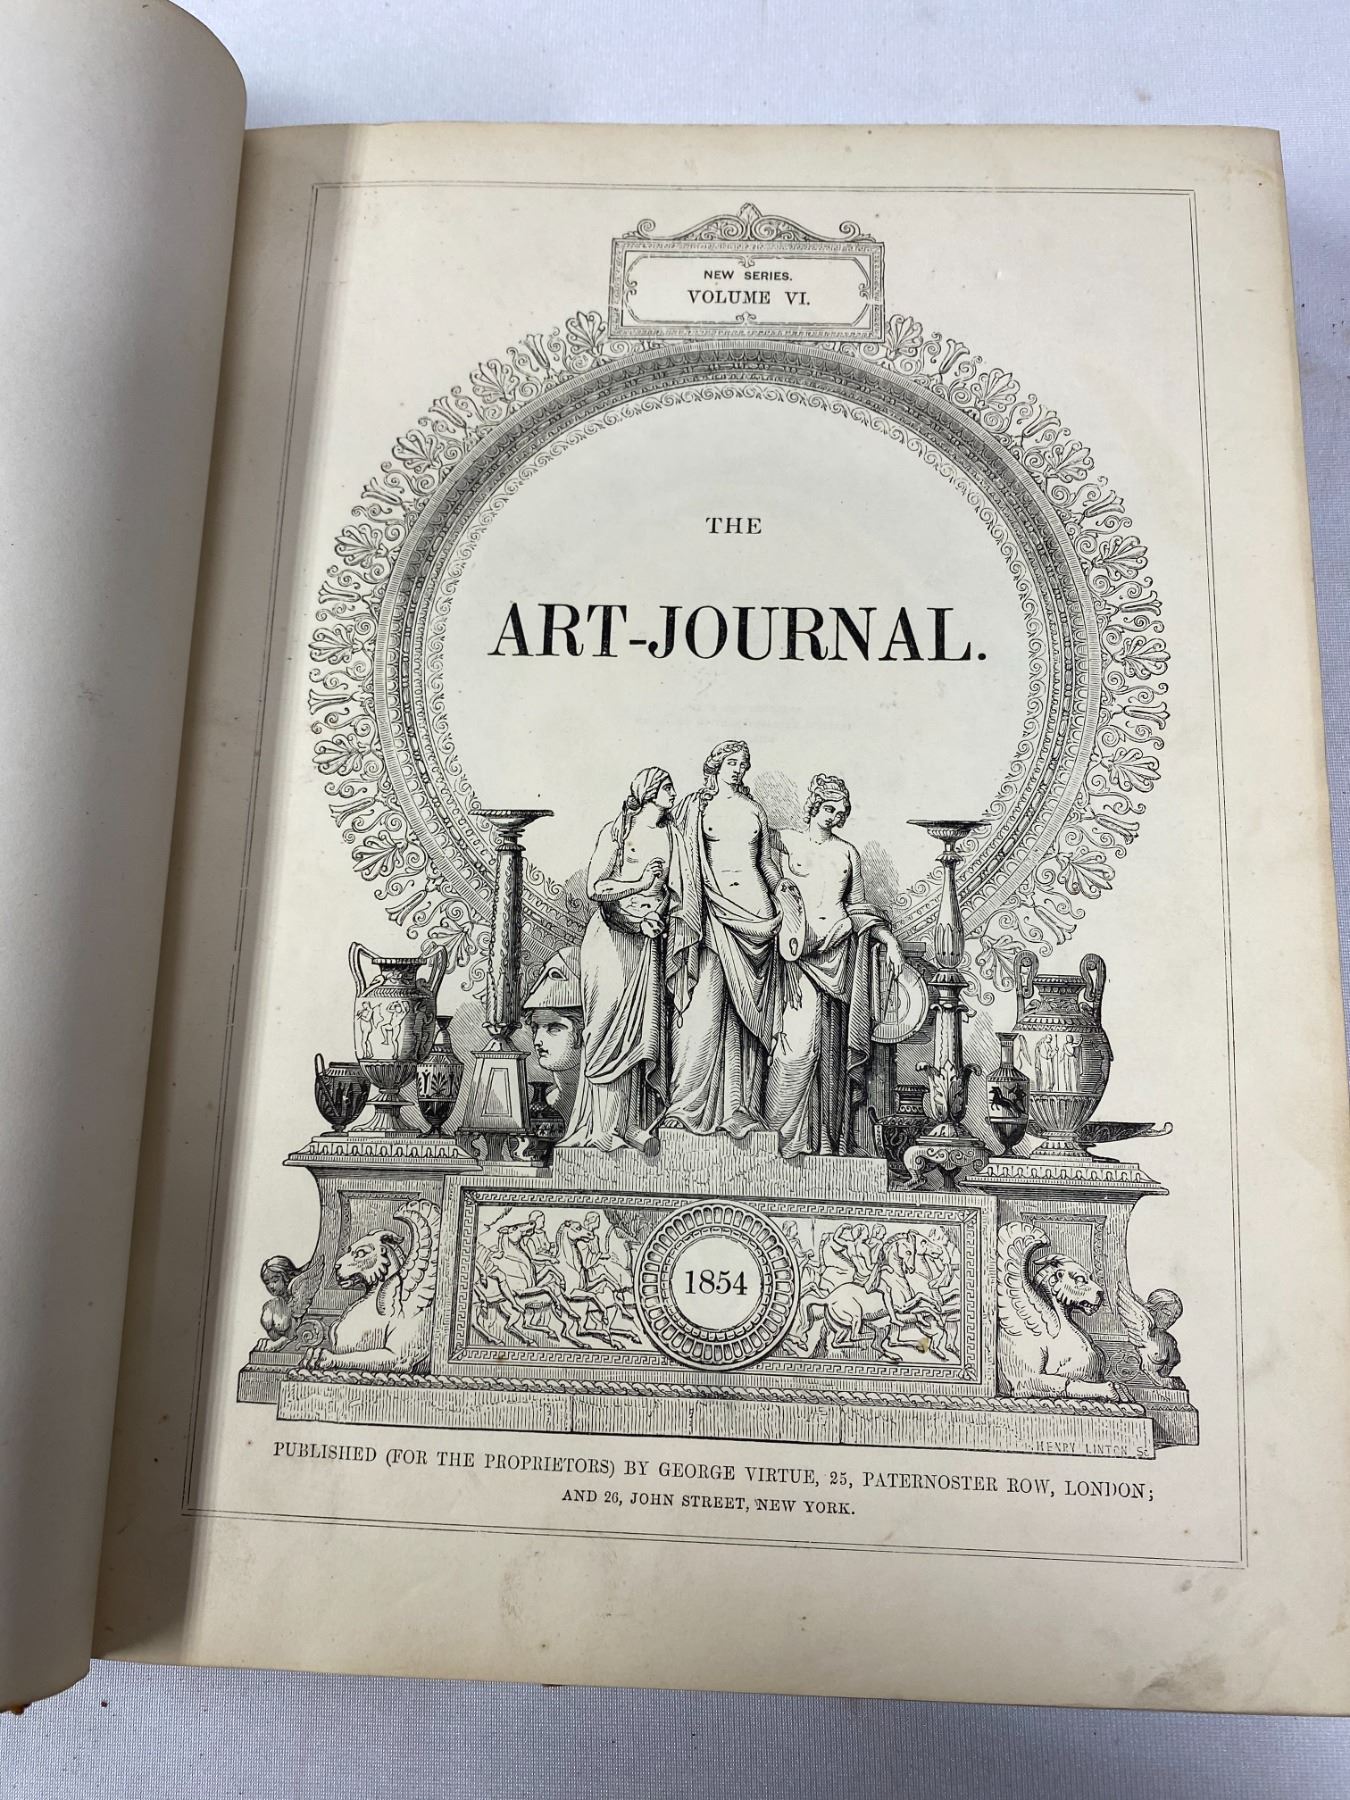 NEW SERIES.
VOLUME VI.
THE
ART-JOURNAL.
1854
HENRY LINTON Sc
PUBLISHED (FOR THE PROPRIETORS) BY GEORGE VIRTUE, 25, PATERNOSTER ROW, LONDON;
AND 26, JOHN STREET, NEW YORK.